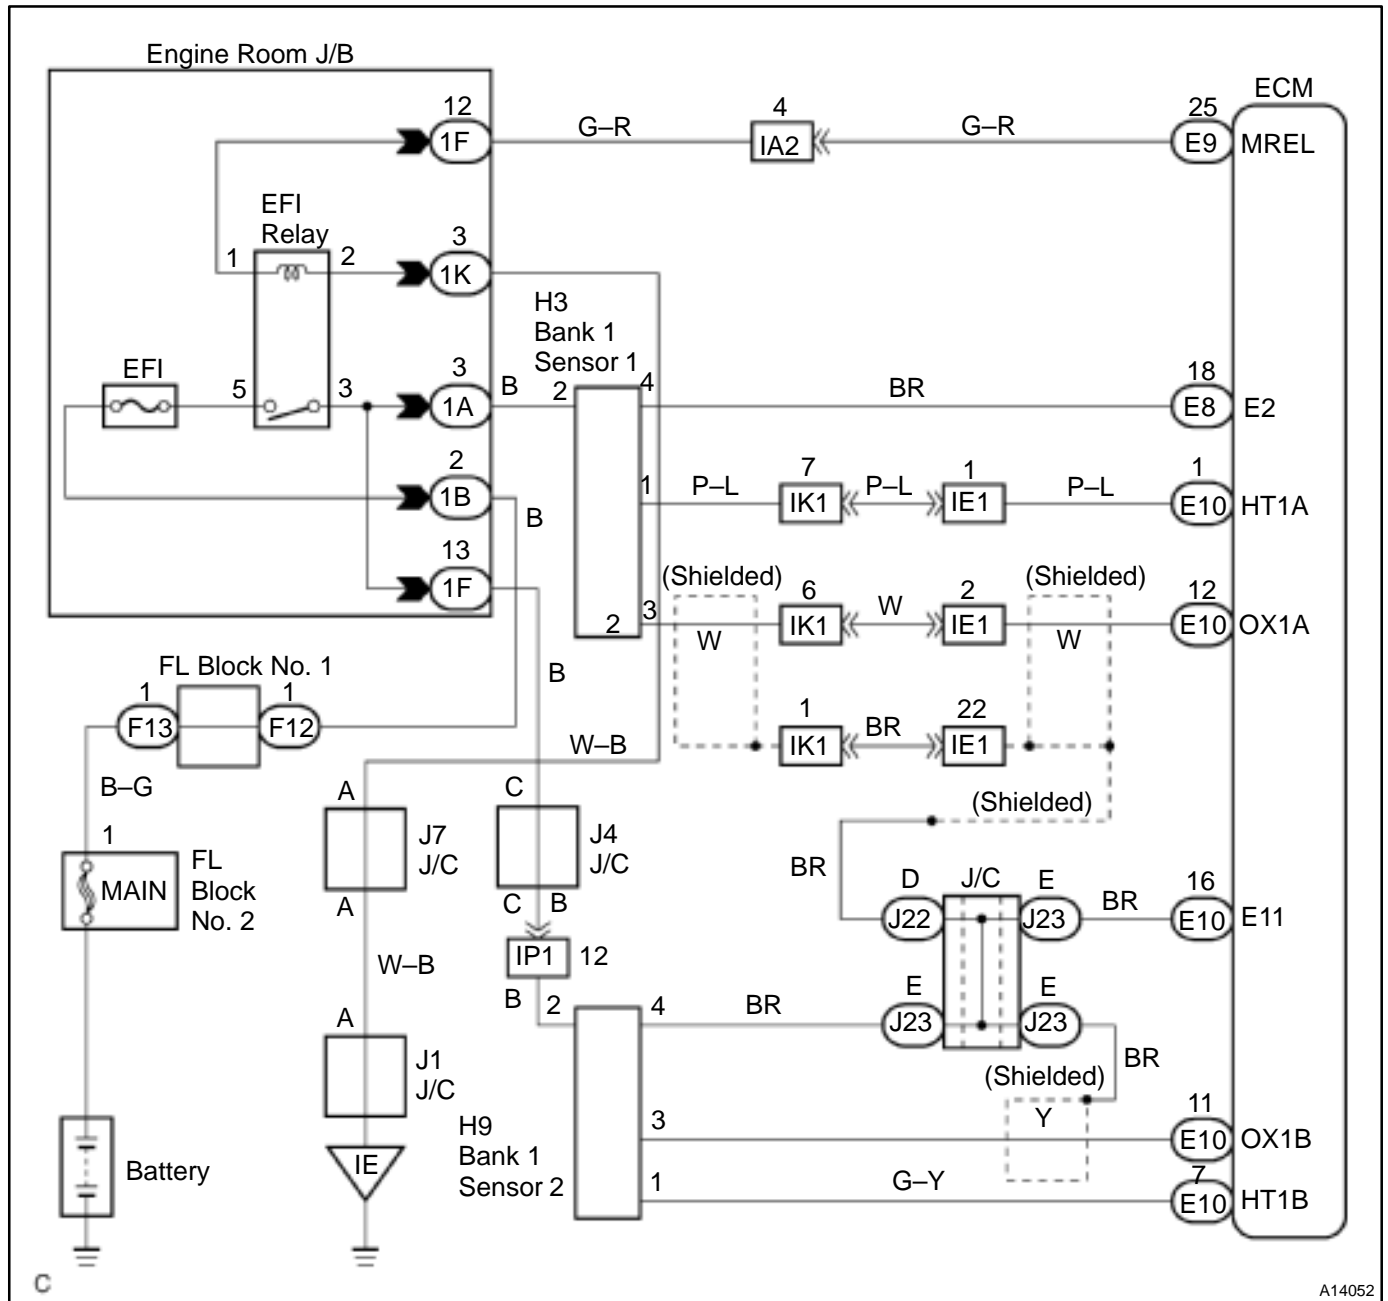 Engine Room J/B
ECM
12
1F
G–R
4
IA2
G–R
25
E9
MREL
EFI
Relay
1
2
3
1K
H3
Bank 1
Sensor 1
EFI
5
3
3
1A
B
2
4
BR
18
E8
E2
2
1B
B
1
P–L
7
IK1
P–L
1
IE1
P–L
1
E10
HT1A
13
1F
(Shielded)
(Shielded)
2
3
W
6
IK1
W
2
IE1
W
12
E10
OX1A
FL Block No. 1
1
F13
1
F12
B
W–B
1
IK1
BR
22
IE1
B–G
(Shielded)
1
MAIN
FL
Block
No. 2
A
J7
J/C
A
C
J4
J/C
C
B
BR
D
J22
J/C
E
J23
BR
16
E10
E11
W–B
IP1
12
B
2
4
BR
E
J23
E
J23
BR
A
J1
J/C
(Shielded)
Y
H9
Bank 1
Sensor 2
3
11
E10
OX1B
IE
Battery
1
G–Y
7
E10
HT1B
C
A14052